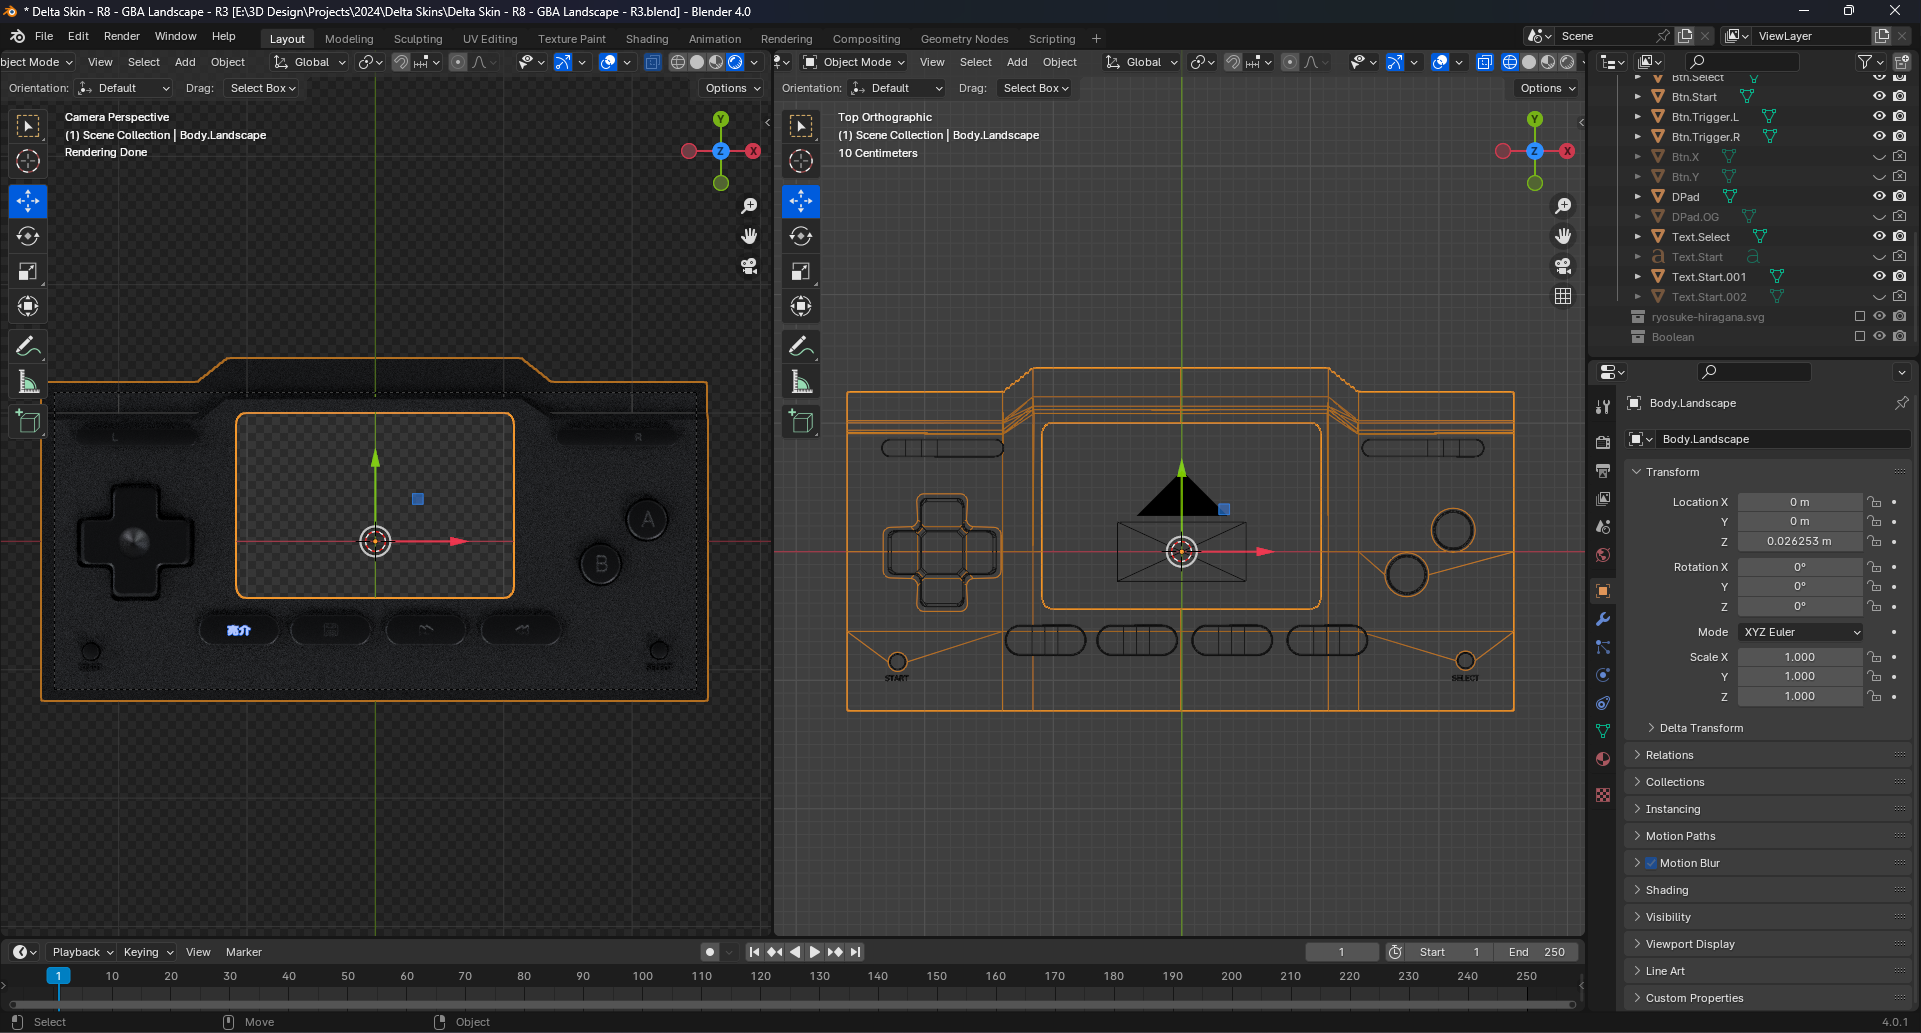 * Delta Skin - R8 - GBA Landscape - R3 [E:\3D Design\Projects\2024\Delta Skins\Delta Skin - R8 - GBA Landscape - R3.blend] - Blender 4.0
File Edit Render Window Help Layout Modeling Sculpting UV Editing Texture Paint Shading Animation Rendering Compositing Geometry Nodes Scripting + Scene ViewLayer
bject Mode View Select Add Object Global Object Mode View Select Add Object Global
Orientation: Default Drag: Select Box Options Orientation: Default Drag: Select Box Options
Camera Perspective
(1) Scene Collection | Body.Landscape
Rendering Done
Y
Z
X
L
R
A
B
亮介
Top Orthographic
(1) Scene Collection | Body.Landscape
10 Centimeters
Y
Z
X
START
SELECT
Btn.Select
Btn.Start
Btn.Trigger.L
Btn.Trigger.R
Btn.X
Btn.Y
DPad
DPad.OG
Text.Select
Text.Start
Text.Start.001
Text.Start.002
ryosuke-hiragana.svg
Boolean
Body.Landscape
Body.Landscape
Transform
Location X 0 m
Y 0 m
Z 0.026253 m
Rotation X 0°
Y 0°
Z 0°
Mode XYZ Euler
Scale X 1.000
Y 1.000
Z 1.000
Delta Transform
Relations
Collections
Instancing
Motion Paths
Motion Blur
Shading
Visibility
Viewport Display
Line Art
Custom Properties
Playback Keying View Marker 1 Start 1 End 250
1 10 20 30 40 50 60 70 80 90 100 110 120 130 140 150 160 170 180 190 200 210 220 230 240 250
Select Move Object 4.0.1